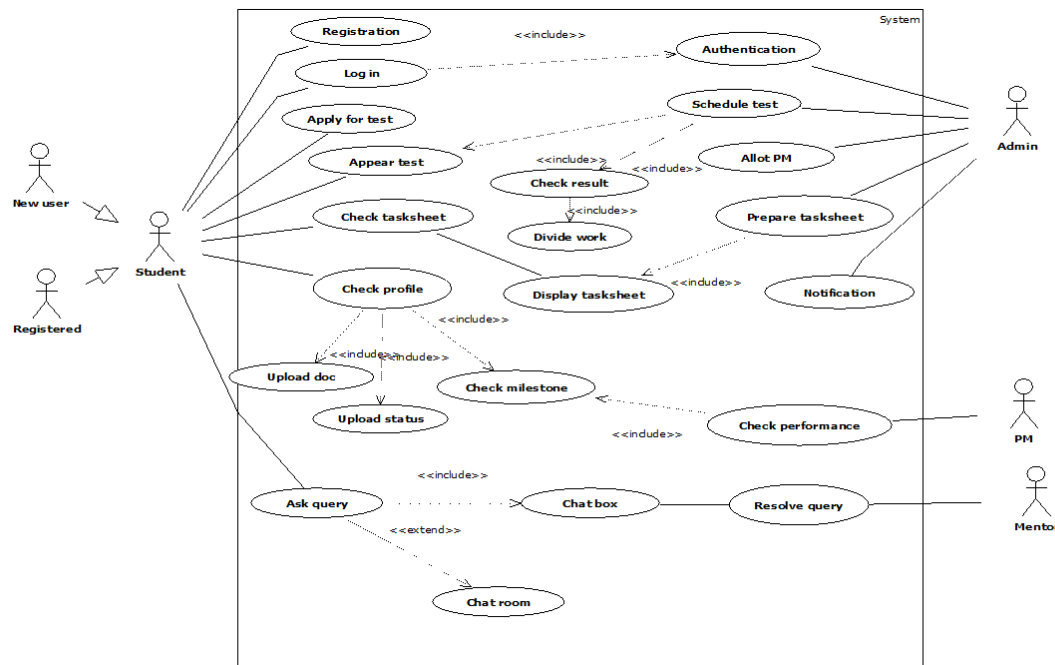 System
Registration
<<include>>
Authentication
Log in
Schedule test
Apply for test
Admin
Appear test
<<include>>
Allot PM
<<include>>
Check result
New user
Check tasksheet
<<include>>
Prepare tasksheet
Divide work
Student
<<include>>
Check profile
Display tasksheet
Notification
Registered
<<include>>
<<include>>
<<include>>
Upload doc
Check milestone
Upload status
Check performance
<<include>>
PM
<<include>>
Ask query
Chat box
Resolve query
Mento
<<extend>>
Chat room